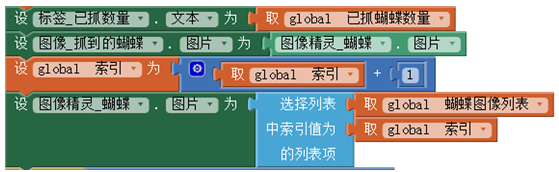 设 标签_已抓数量 . 文本 为 取 global 已抓蝴蝶数量
设 图像_抓到的蝴蝶 . 图片 为 图像精灵_蝴蝶 . 图片
设 global 索引 为 取 global 索引 + 1
设 图像精灵_蝴蝶 . 图片 为 选择列表 取 global 蝴蝶图像列表
中索引值为 取 global 索引
的列表项